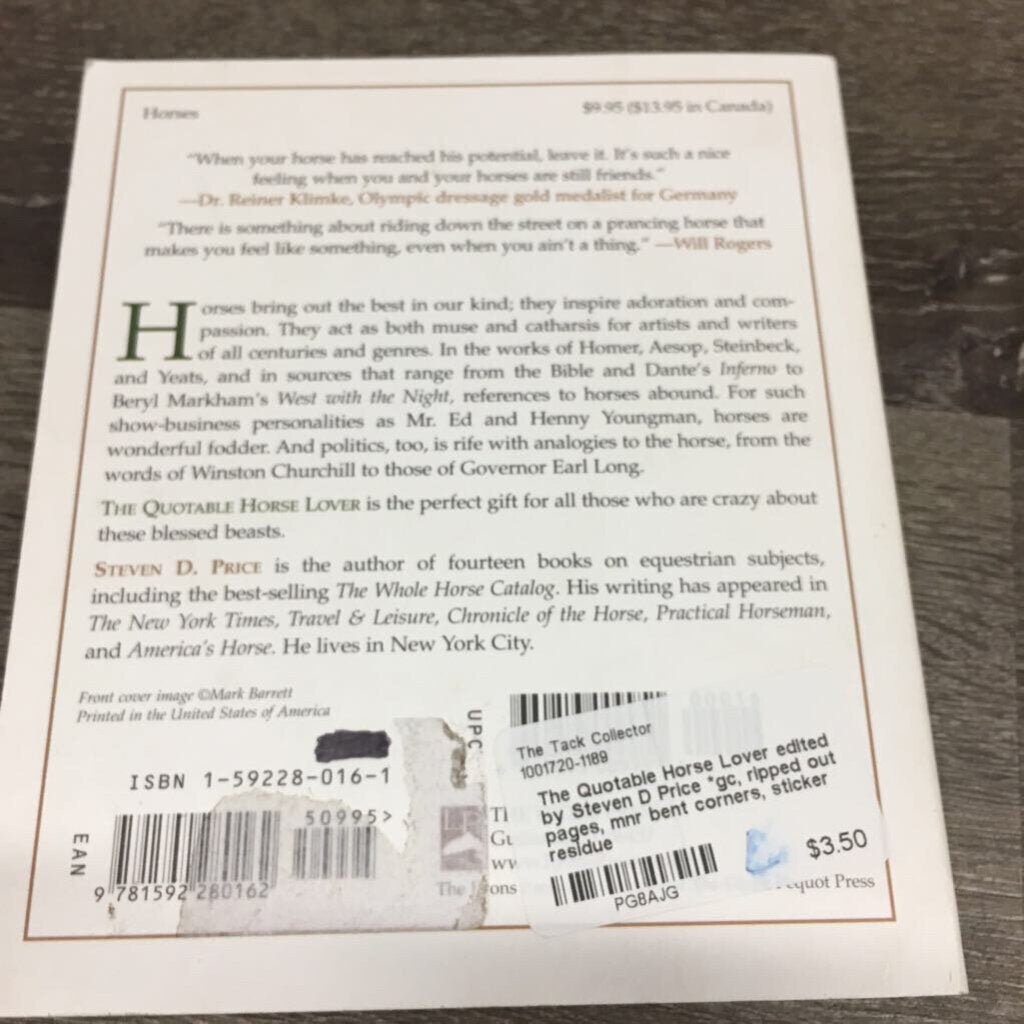 Horses $9.95 ($13.95 in Canada)
"When your horse has reached his potential, leave it. It's such a nice
feeling when you and your horses are still friends."
—Dr. Reiner Klimke, Olympic dressage gold medalist for Germany
"There is something about riding down the street on a prancing horse that
makes you feel like something, even when you ain't a thing." —Will Rogers
Horses bring out the best in our kind; they inspire adoration and com-
passion. They act as both muse and catharsis for artists and writers
of all centuries and genres. In the works of Homer, Aesop, Steinbeck,
and Yeats, and in sources that range from the Bible and Dante's Inferno to
Beryl Markham's West with the Night, references to horses abound. For such
show-business personalities as Mr. Ed and Henny Youngman, horses are
wonderful fodder. And politics, too, is rife with analogies to the horse, from the
words of Winston Churchill to those of Governor Earl Long.
THE QUOTABLE HORSE LOVER is the perfect gift for all those who are crazy about
these blessed beasts.
STEVEN D. PRICE is the author of fourteen books on equestrian subjects,
including the best-selling The Whole Horse Catalog. His writing has appeared in
The New York Times, Travel & Leisure, Chronicle of the Horse, Practical Horseman,
and America's Horse. He lives in New York City.
Front cover image ©Mark Barrett
Printed in the United States of America
ISBN 1-59228-016-1
50995>
EAN
9 781592 280162
UPC
The Tack Collector
1001720-1189
The Quotable Horse Lover edited
by Steven D Price *gc, ripped out
pages, mnr bent corners, sticker
residue
$3.50
PG8AJG
The ons
quot Press